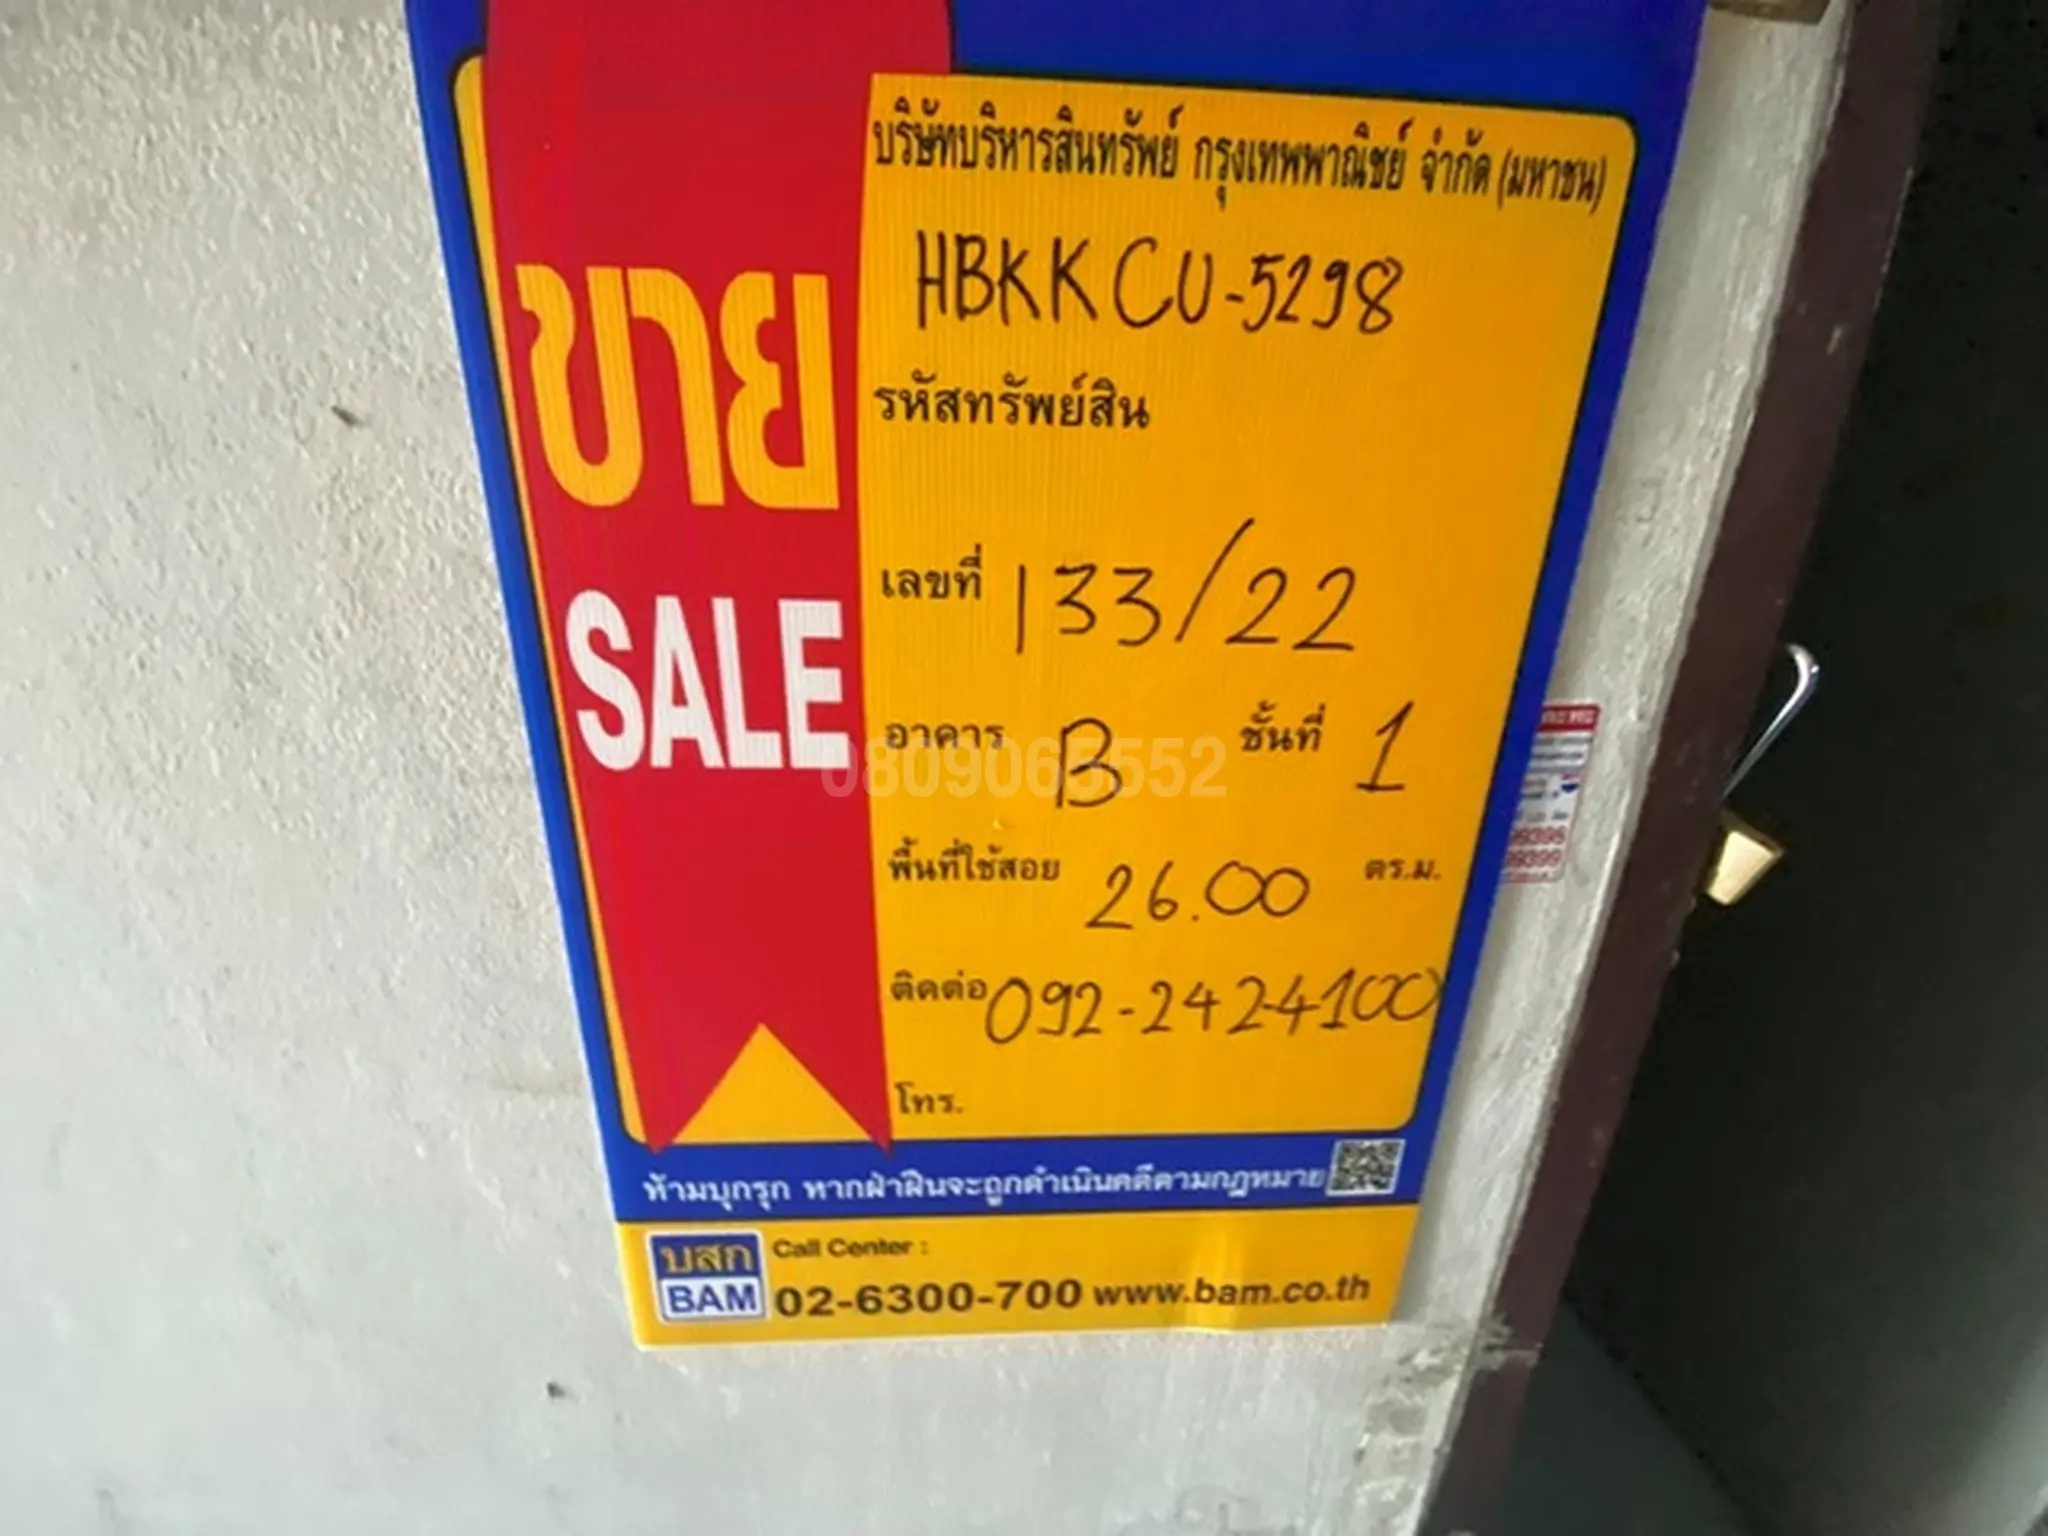 บริษัทบริหารสินทรัพย์ กรุงเทพพาณิชย์ จำกัด (มหาชน)
HBKKCU-5298
รหัสทรัพย์สิน
ขาย
SALE
เลขที่ 133/22
อาคาร B ชั้นที่ 1
0809065552
พื้นที่ใช้สอย 26.00 ตร.ม.
ติดต่อ 092-2424100
โทร.
ห้ามบุกรุก หากฝ่าฝืนจะถูกดำเนินคดีตามกฎหมาย
บสก
BAM
Call Center :
02-6300-700 www.bam.co.th